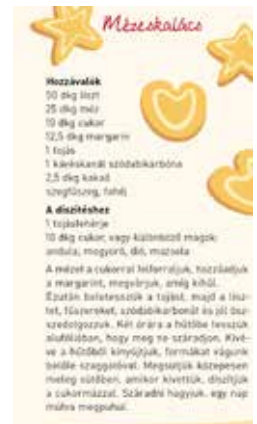 Mézeskalács
Hozzávalók
50 dkg liszt
25 dkg méz
10 dkg cukor
12,5 dkg margarin
1 tojás
1 kávéskanál szódabikarbóna
2,5 dkg kakaó
szegfűszeg, fahéj
A díszítéshez
1 tojásfehérje
10 dkg cukor, vagy különböző magok:
mandula, mogyoró, dió, mazsola
A mézet a cukorral felforraljuk, hozzáadjuk
a margarint, megvárjuk, amíg kihűl.
Ezután beletesszük a tojást, majd a lisz-
tet, fűszereket, szódabikarbonát és jól ösz-
szedolgozzuk. Két órára a hűtőbe tesszük
alufóliában, hogy meg ne száradjon. Kivé-
ve a hűtőből kinyújtjuk, formákat vágunk
belőle szaggatóval. Megsütjük közepesen
meleg sütőben, amikor kivettük, díszítjük
a cukormázzal. Száradni hagyjuk, egy nap
múlva megpuhul.